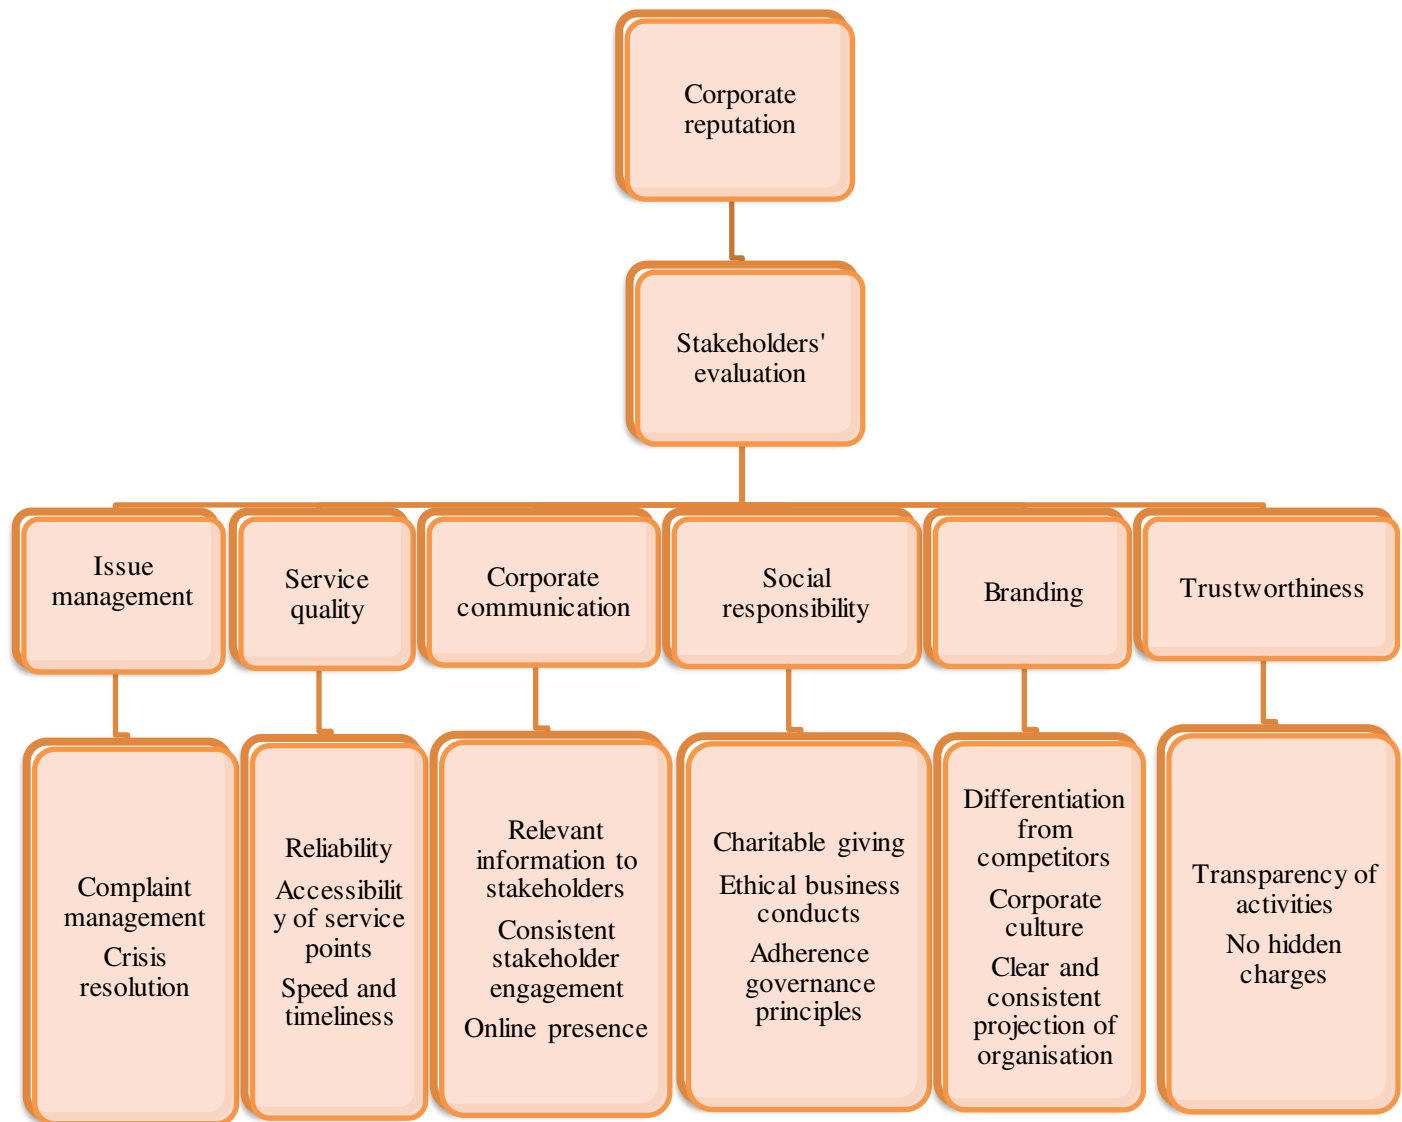 Corporate
reputation
Stakeholders'
evaluation
Issue
management
Service
quality
Corporate
communication
Social
responsibility
Branding
Trustworthiness
Complaint
management
Crisis
resolution
Reliability
Accessibilit
y of service
points
Speed and
timeliness
Relevant
information to
stakeholders
Consistent
stakeholder
engagement
Online presence
Charitable giving
Ethical business
conducts
Adherence
governance
principles
Differentiation
from
competitors
Corporate
culture
Clear and
consistent
projection of
organisation
Transparency of
activities
No hidden
charges